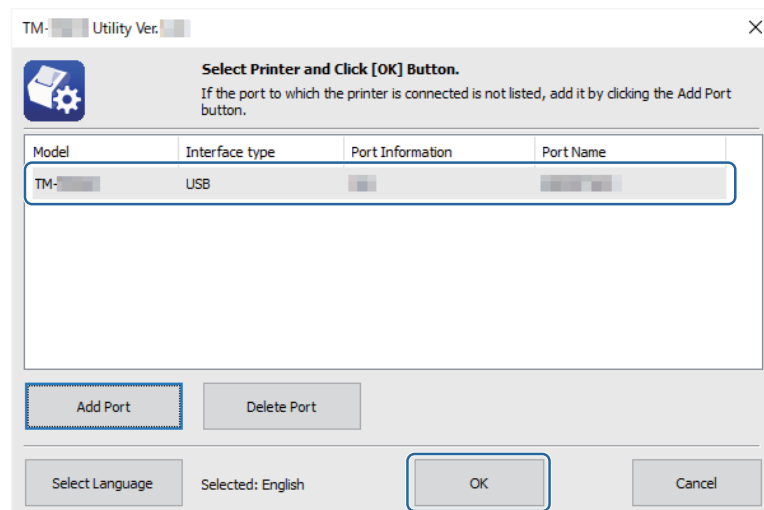 TM- Utility Ver.
Select Printer and Click [OK] Button.
If the port to which the printer is connected is not listed, add it by clicking the Add Port
button.
Model Interface type Port Information Port Name
TM- USB
Add Port Delete Port
Select Language Selected: English OK Cancel